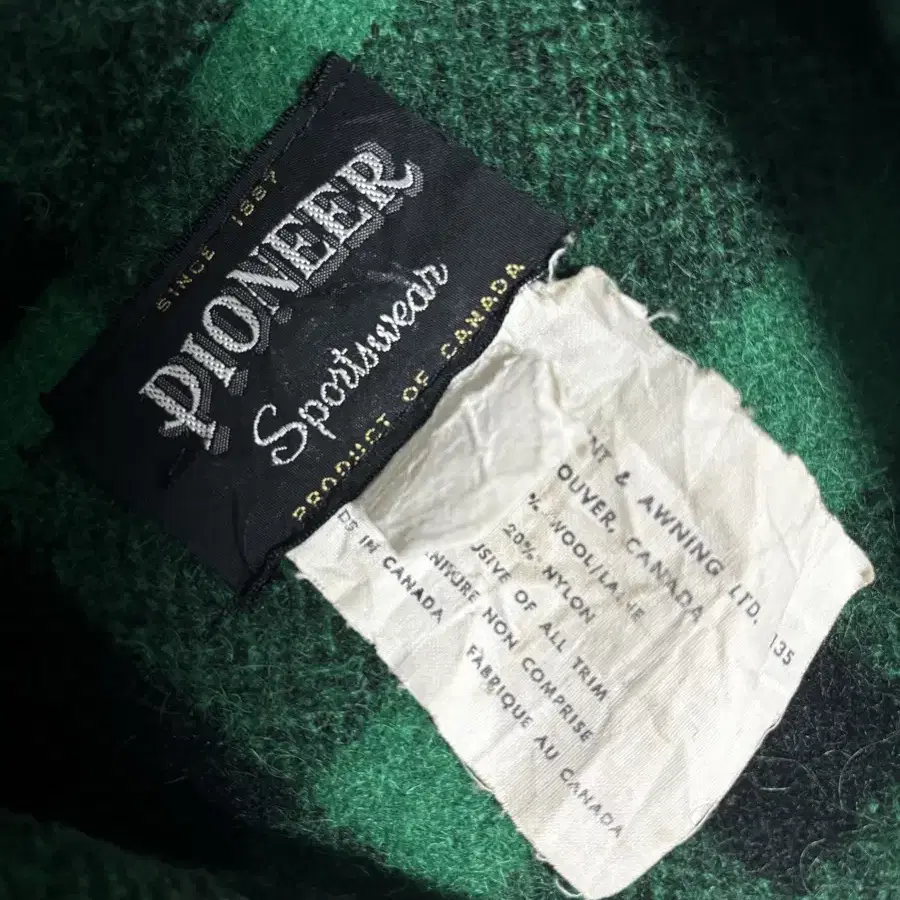 SINCE 1887
PIONEER
Sportswear
PRODUCT OF CANADA
NT & AWNING LTD. 135
OUVER, CANADA
% WOOL/LAINE
20% NYLON
USIVE OF ALL TRIM
NITURE NON COMPRISE
IN CANADA
FABRIQUE AU CANADA